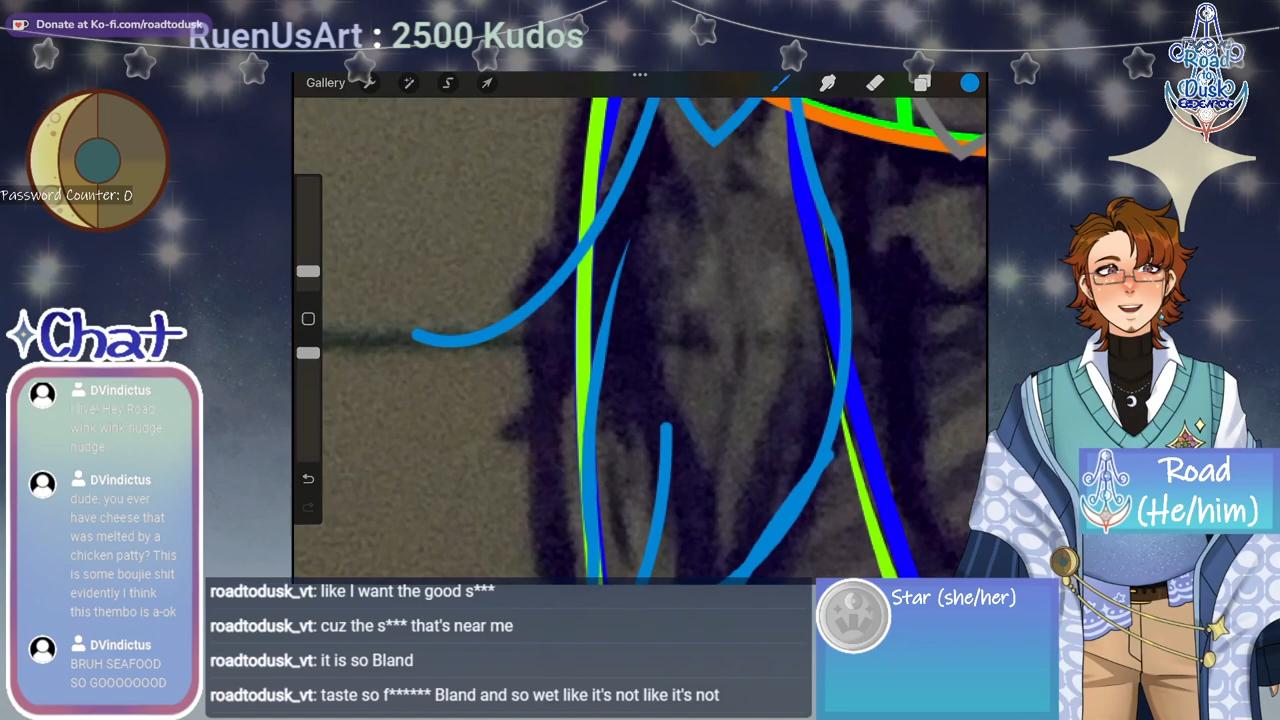 Donate at Ko-fi.com/roadtodusk
RuenUsArt : 2500 Kudos
Road
to
Dusk
Gallery
Password Counter: 0
Chat
DVindictus
I live! Hey Road
wink wink nudge
nudge
DVindictus
dude, you ever
have cheese that
was melted by a
chicken patty? This
is some boujie shit
evidently I think
this thembo is a-ok
DVindictus
BRUH SEAFOOD
SO GOOOOOOOD
Road
(He/him)
roadtodusk_vt: like I want the good s***
roadtodusk_vt: cuz the s*** that's near me
roadtodusk_vt: it is so Bland
roadtodusk_vt: taste so f****** Bland and so wet like it's not like it's not
Star (she/her)